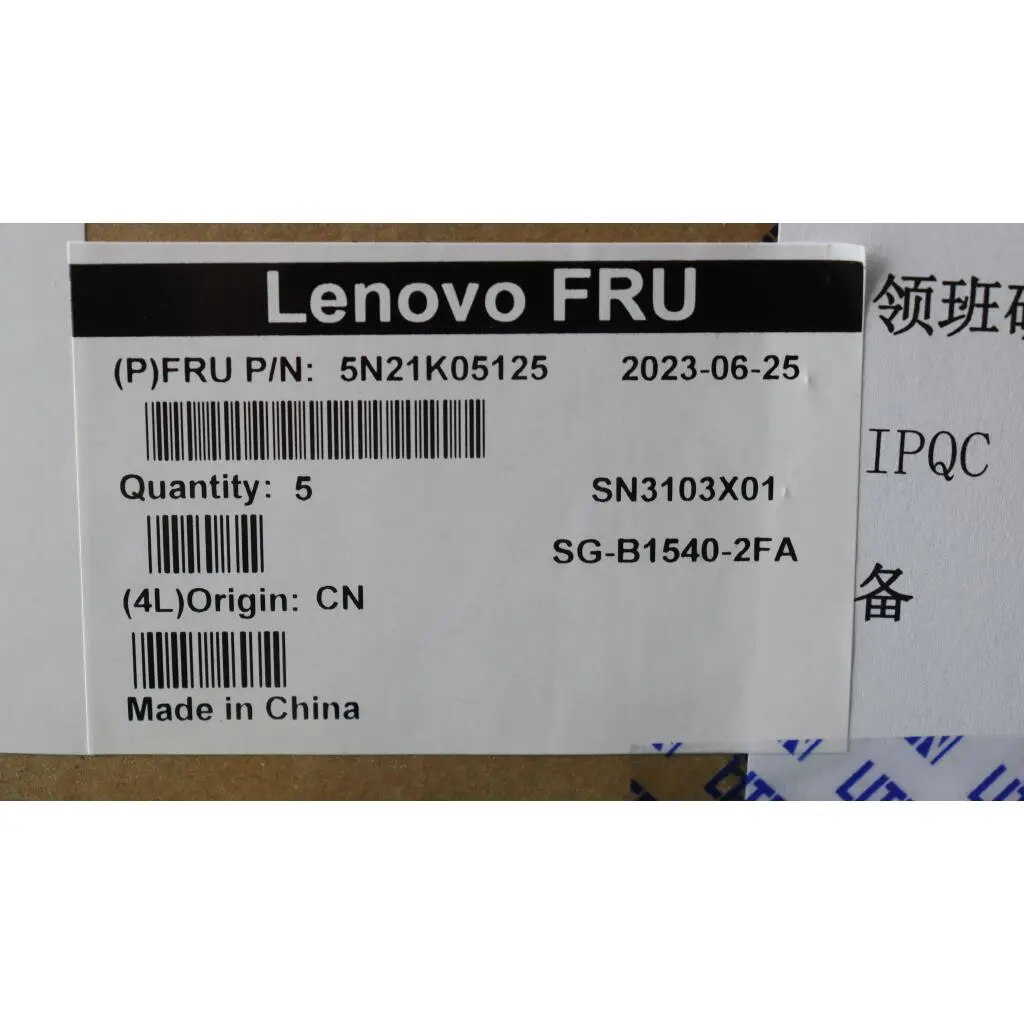 Lenovo FRU
(P)FRU P/N: 5N21K05125 2023-06-25
Quantity: 5 SN3103X01
SG-B1540-2FA
(4L)Origin: CN
Made in China
领班
IPQC
备